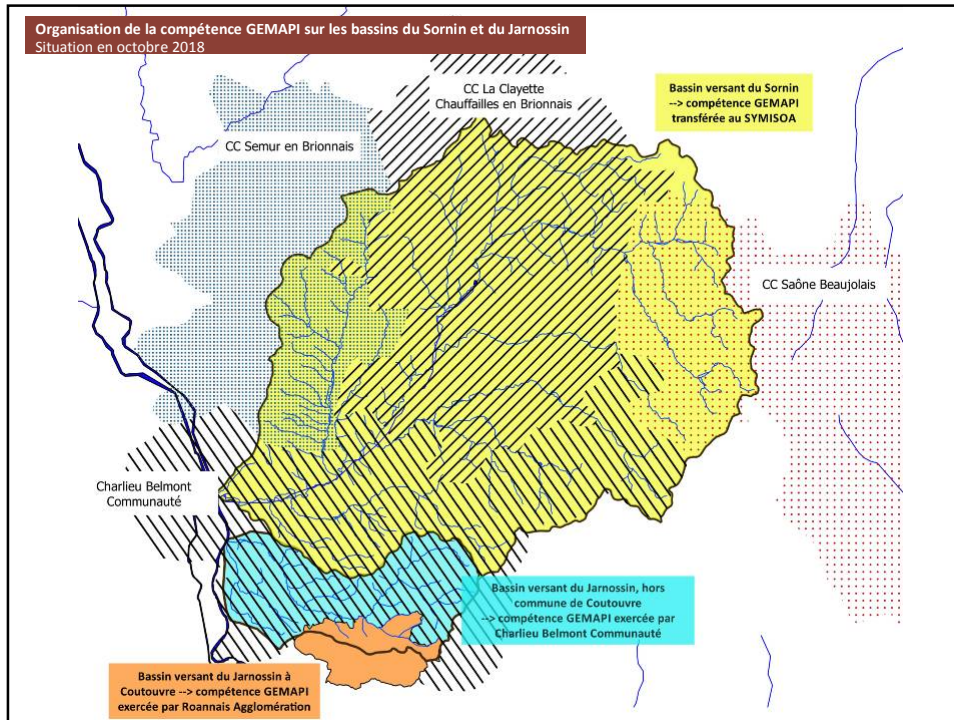 Organisation de la compétence GEMAPI sur les bassins du Sornin et du Jarnossin
Situation en octobre 2018
CC La Clayette
Chauffailles en Brionnais
Bassin versant du Sornin
--> compétence GEMAPI
transférée au SYMISOA
CC Semur en Brionnais
CC Saône Beaujolais
Charlieu Belmont
Communauté
Bassin versant du Jarnossin, hors
commune de Coutouvre
--> compétence GEMAPI exercée par
Charlieu Belmont Communauté
Bassin versant du Jarnossin à
Coutouvre --> compétence GEMAPI
exercée par Roannais Agglomération